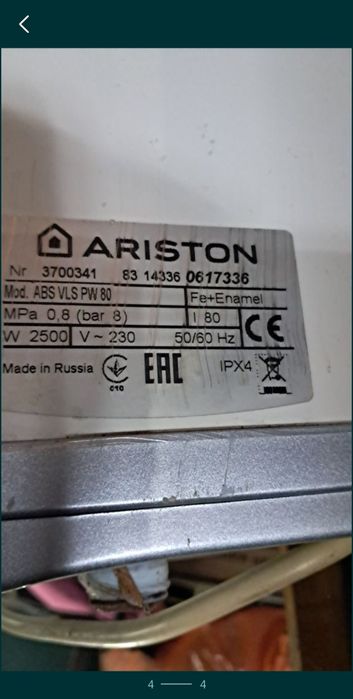 ARISTON
Nr 3700341 83 14336 0617336
Mod. ABS VLS PW 80 Fe+Enamel
MPa 0,8 (bar 8) l 80
W 2500 V ~ 230 50/60 Hz CE
Made in Russia 010 EAC IPX4
4 4